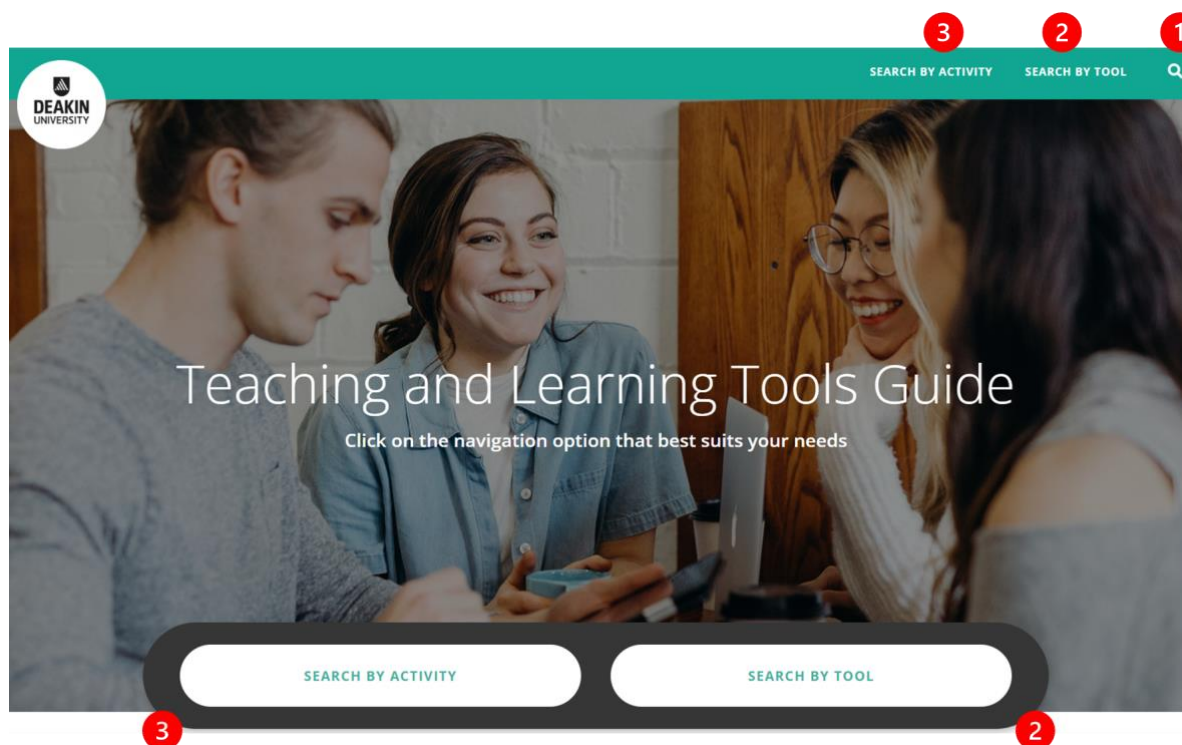 3
2
1
SEARCH BY ACTIVITY
SEARCH BY TOOL
DEAKIN
UNIVERSITY
Teaching and Learning Tools Guide
Click on the navigation option that best suits your needs
SEARCH BY ACTIVITY
SEARCH BY TOOL
3
2